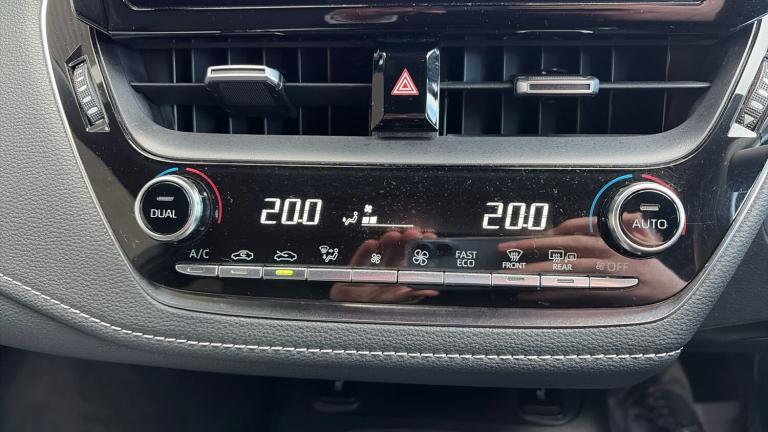 20.0 20.0
DUAL AUTO
A/C FAST ECO FRONT REAR OFF